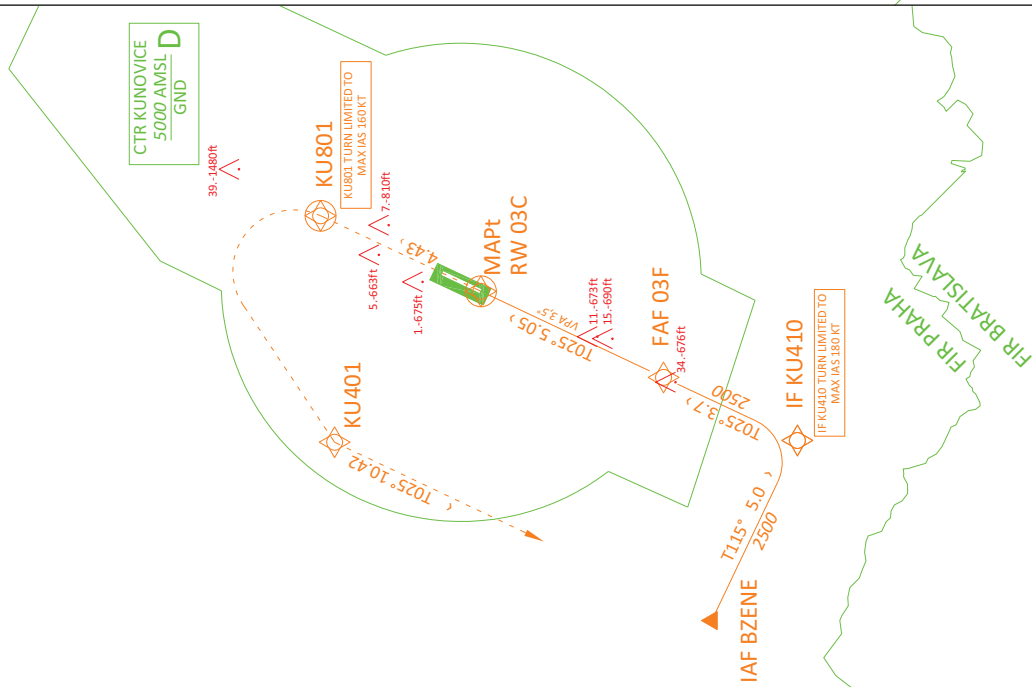 CTR KUNOVICE
5000 AMSL
GND
D
39.-1480ft
KU801
KU801 TURN LIMITED TO
MAX IAS 160 KT
7.-810ft
5.-663ft
4.43
1.-675ft
MAPt
RW 03C
VPA 3,5°
T025° 5.05
11.-673ft
15.-690ft
FAF 03F
34.-676ft
KU401
T025° 10.42
2500
T025° 3.7
IF KU410
IF KU410 TURN LIMITED TO
MAX IAS 180 KT
T115° 5.0
2500
IAF BZENE
FIR PRAHA
FIR BRATISLAVA